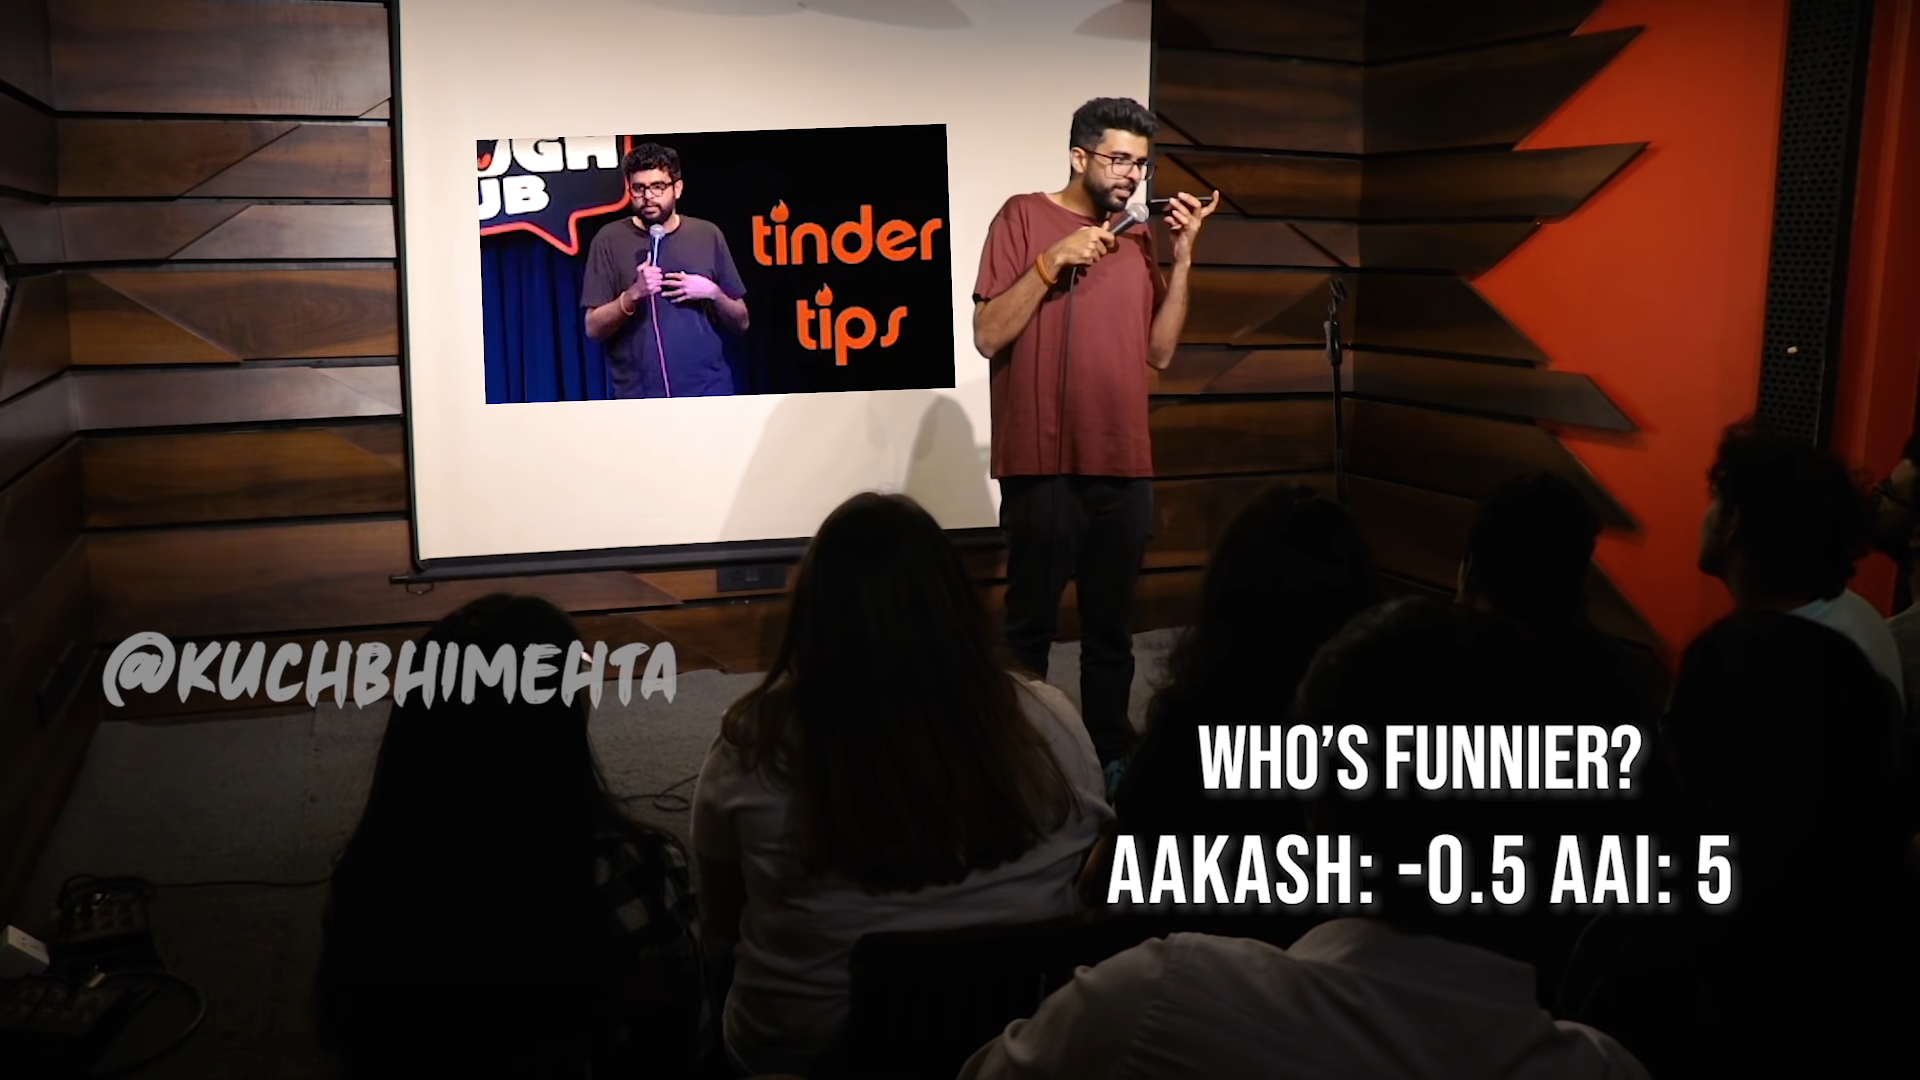 UGH
UB
tinder
tips
@KUCHBHIMEHTA
WHO'S FUNNIER?
AAKASH: -0.5 AAI: 5